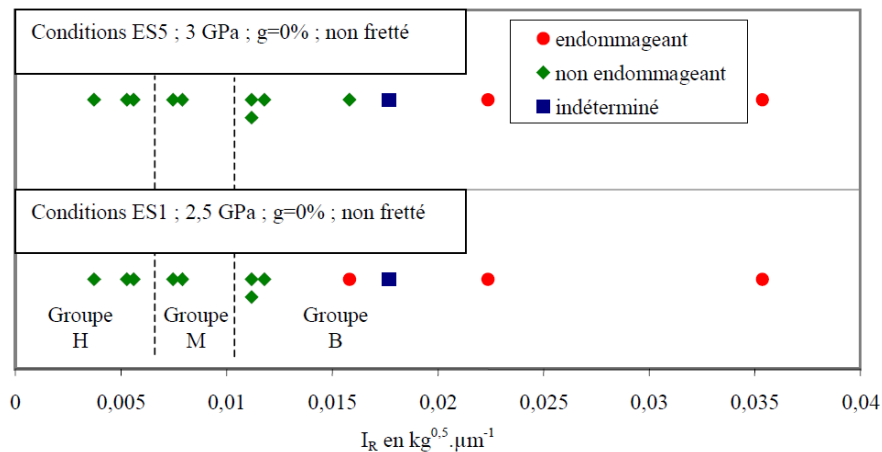 Conditions ES5 ; 3 GPa ; g=0% ; non fretté
endommageant
non endommageant
indéterminé
Conditions ES1 ; 2,5 GPa ; g=0% ; non fretté
Groupe H
Groupe M
Groupe B
0 0,005 0,01 0,015 0,02 0,025 0,03 0,035 0,04
I_R en kg^0,5.µm^-1